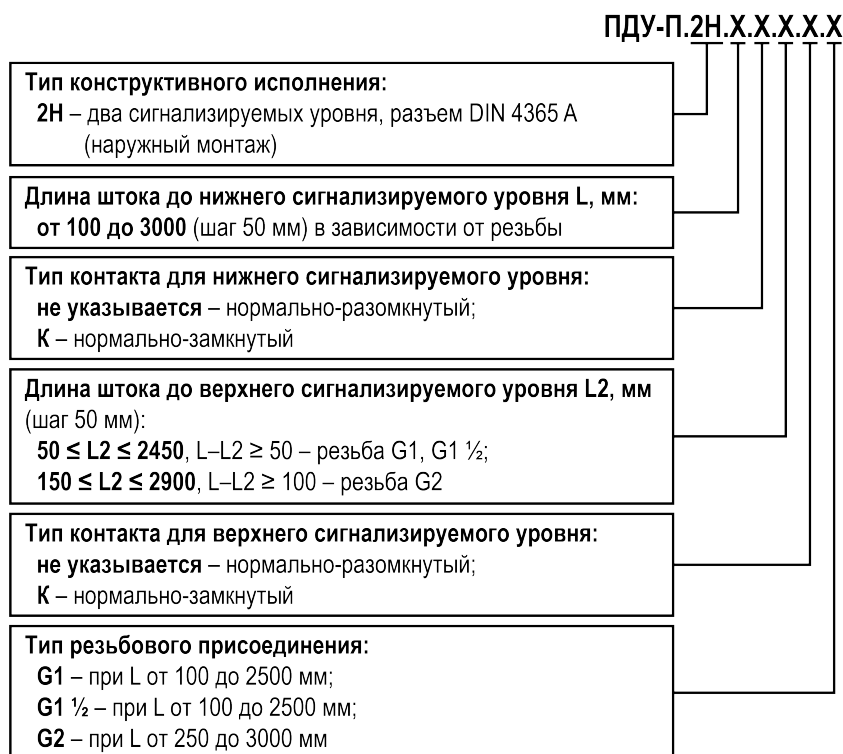 ПДУ-П.2Н.Х.Х.Х.Х.Х
Тип конструктивного исполнения:
2Н – два сигнализируемых уровня, разъем DIN 4365 A
(наружный монтаж)
Длина штока до нижнего сигнализируемого уровня L, мм:
от 100 до 3000 (шаг 50 мм) в зависимости от резьбы
Тип контакта для нижнего сигнализируемого уровня:
не указывается – нормально-разомкнутый;
К – нормально-замкнутый
Длина штока до верхнего сигнализируемого уровня L2, мм
(шаг 50 мм):
50 ≤ L2 ≤ 2450, L–L2 ≥ 50 – резьба G1, G1 ½;
150 ≤ L2 ≤ 2900, L–L2 ≥ 100 – резьба G2
Тип контакта для верхнего сигнализируемого уровня:
не указывается – нормально-разомкнутый;
К – нормально-замкнутый
Тип резьбового присоединения:
G1 – при L от 100 до 2500 мм;
G1 ½ – при L от 100 до 2500 мм;
G2 – при L от 250 до 3000 мм